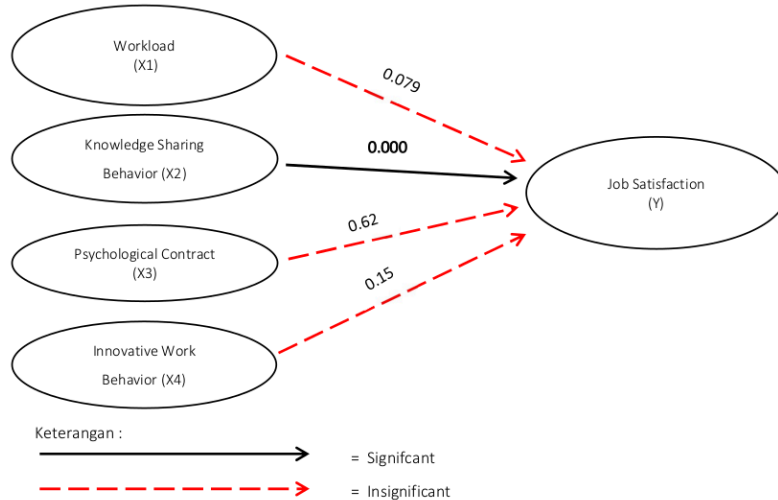 Workload
(X1)
0.079
Knowledge Sharing
Behavior (X2)
0.000
Job Satisfaction
(Y)
Psychological Contract
(X3)
0.62
0.15
Innovative Work
Behavior (X4)
Keterangan :
= Signifcant
= Insignificant